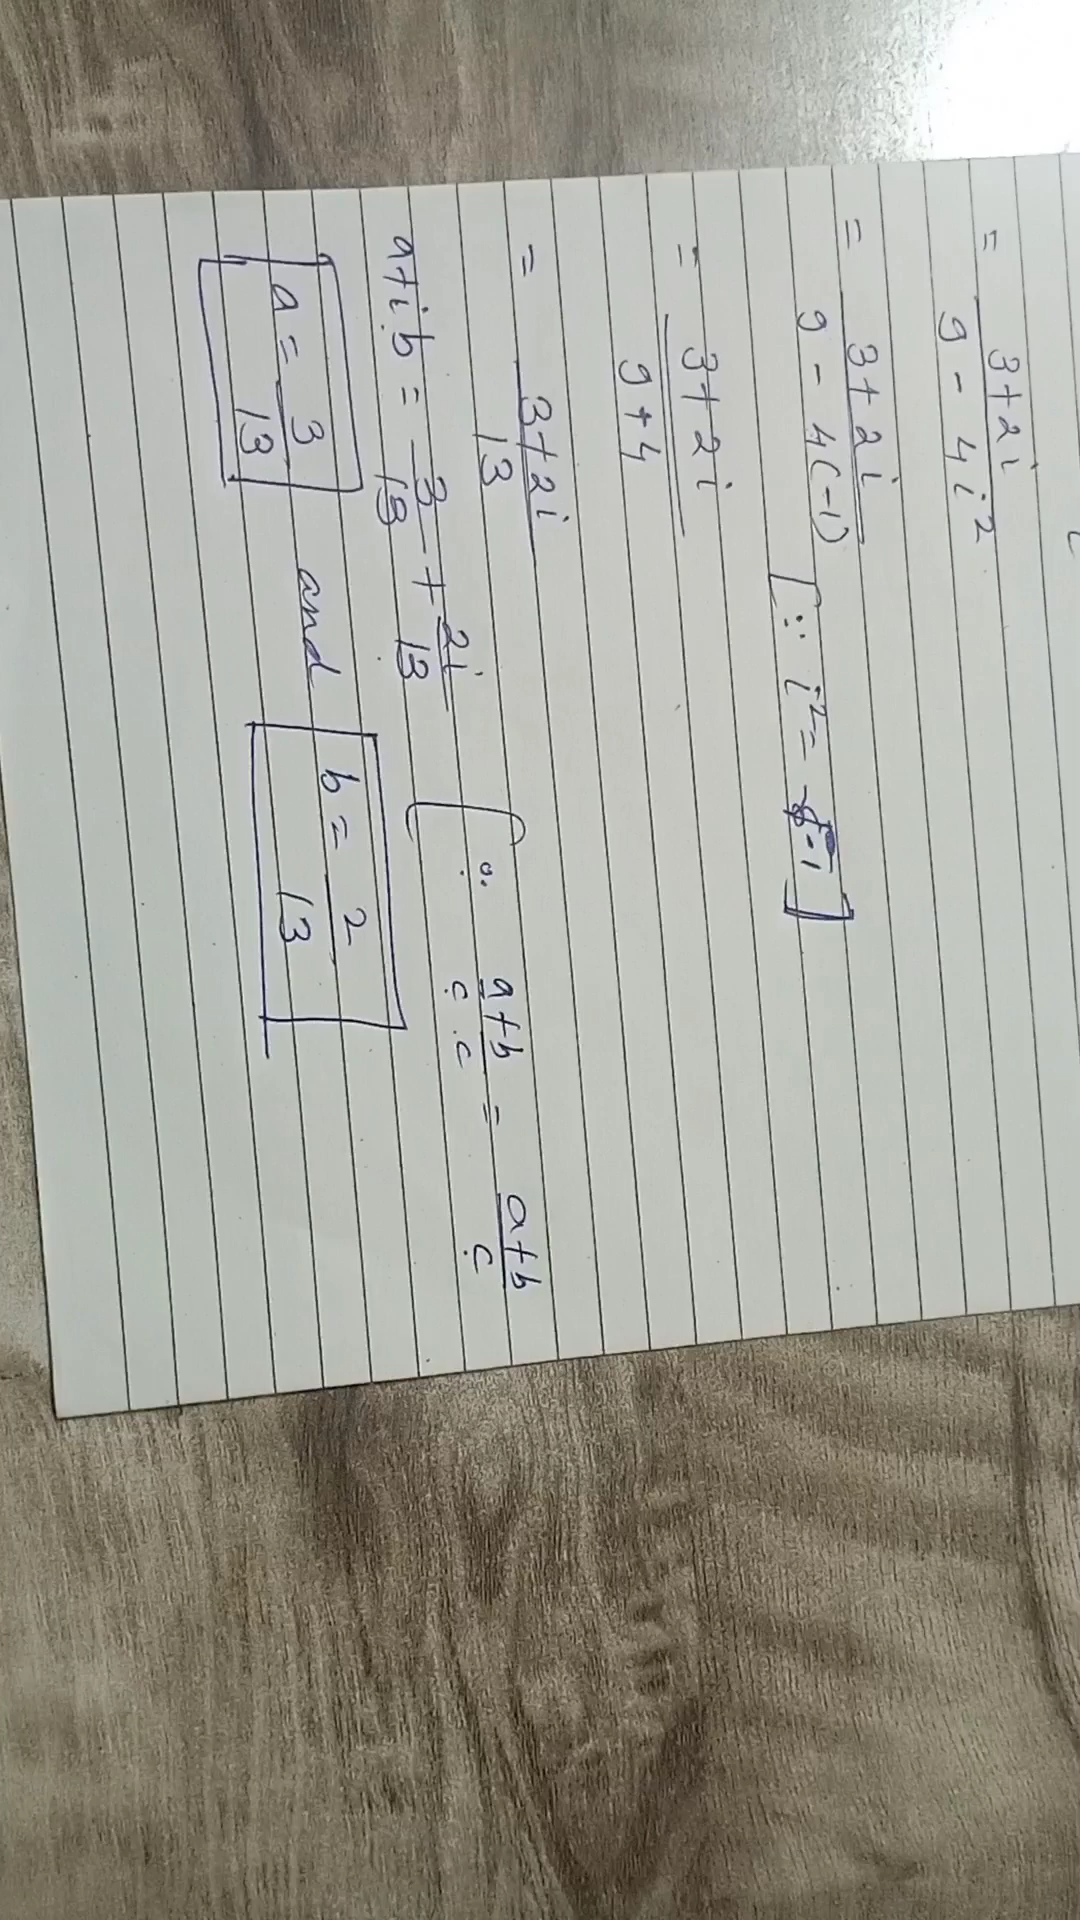 = 3+2i / 9 - 4i²
= 3+2i / 9 - 4(-1) [∵ i² = -1]
= 3+2i / 9+4
= 3+2i / 13
a+ib = 3/13 + 2i/13 [∵ a/c + b/c = a+b / c
a = 3/13 and b = 2/13